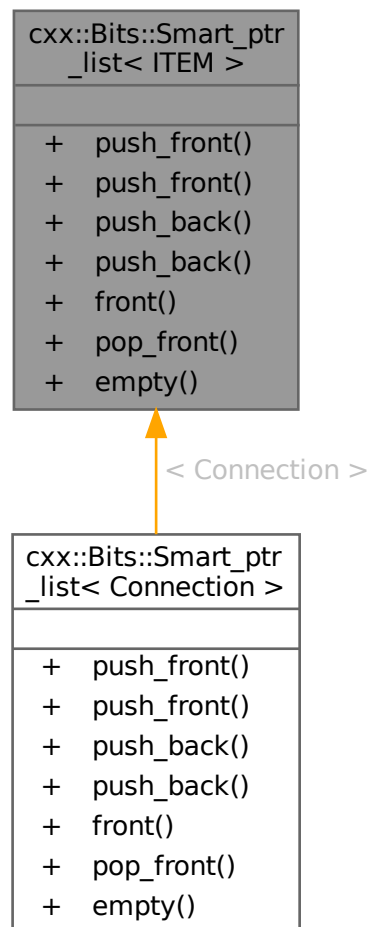 cxx::Bits::Smart_ptr
_list< ITEM >
+ push_front()
+ push_front()
+ push_back()
+ push_back()
+ front()
+ pop_front()
+ empty()
< Connection >
cxx::Bits::Smart_ptr
_list< Connection >
+ push_front()
+ push_front()
+ push_back()
+ push_back()
+ front()
+ pop_front()
+ empty()